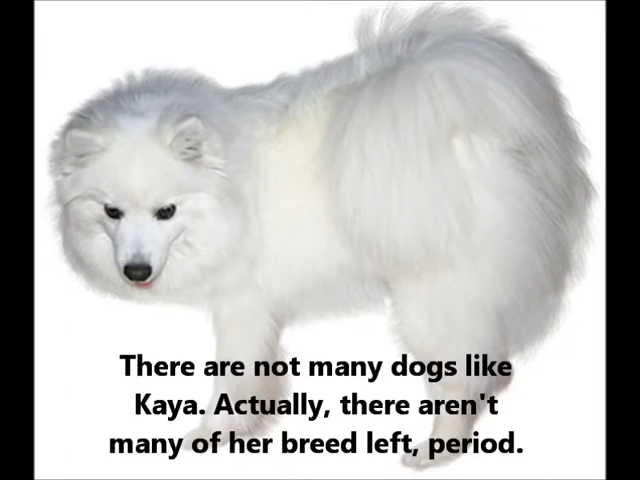 There are not many dogs like
Kaya. Actually, there aren't
many of her breed left, period.